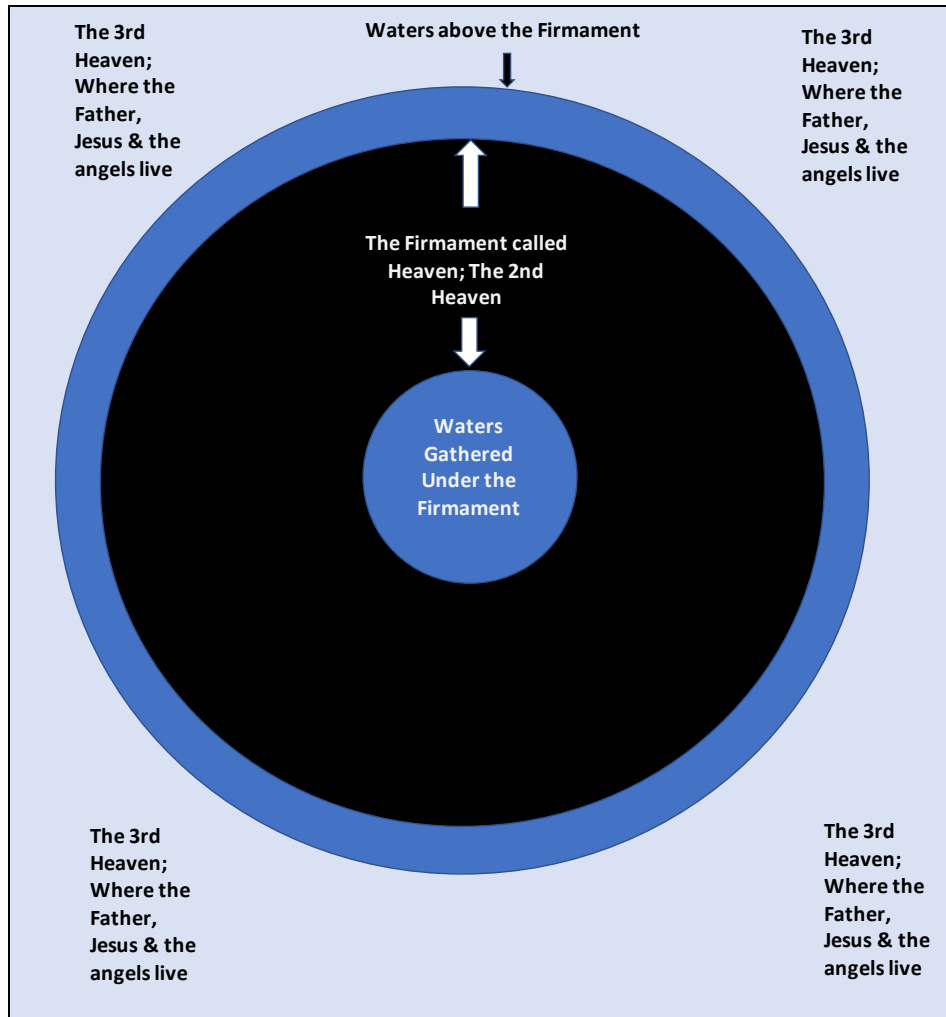 The 3rd
Heaven;
Where the
Father,
Jesus & the
angels live
Waters above the Firmament
The 3rd
Heaven;
Where the
Father,
Jesus & the
angels live
The Firmament called
Heaven; The 2nd
Heaven
Waters
Gathered
Under the
Firmament
The 3rd
Heaven;
Where the
Father,
Jesus & the
angels live
The 3rd
Heaven;
Where the
Father,
Jesus & the
angels live